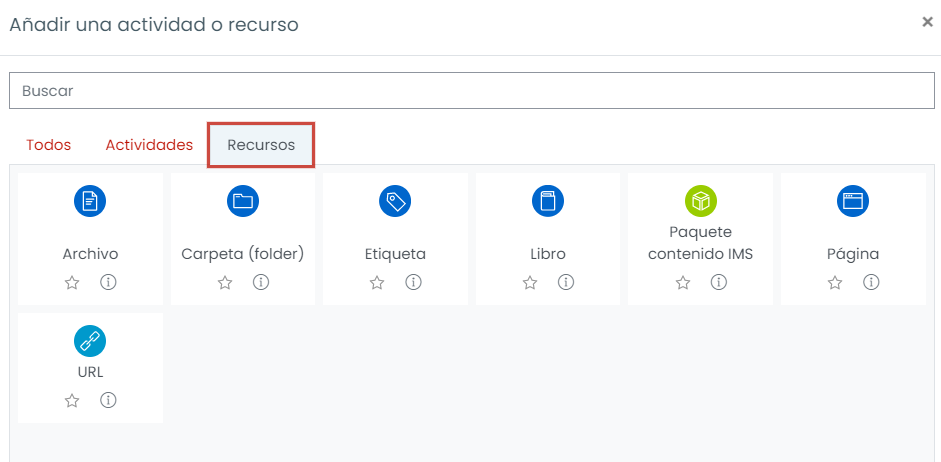 Añadir una actividad o recurso
Buscar
Todos
Actividades
Recursos
Archivo
Carpeta (folder)
Etiqueta
Libro
Paquete
contenido IMS
Página
URL